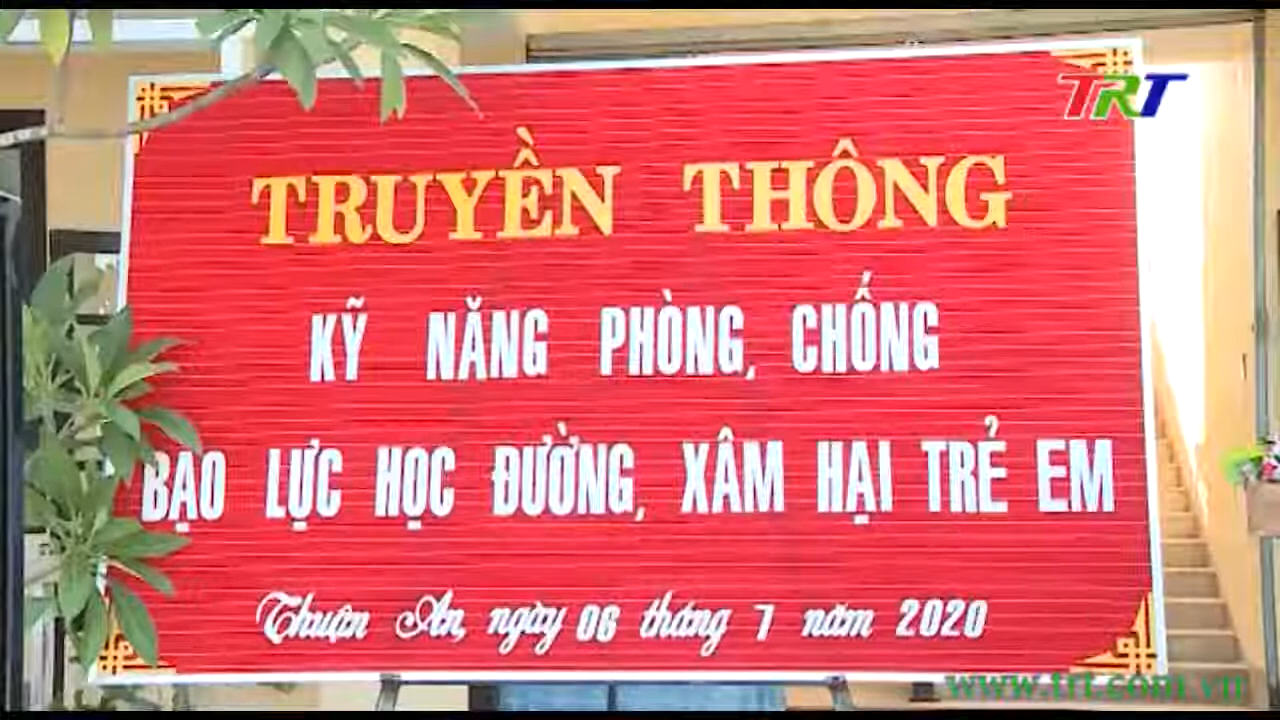 TRT
TRUYỀN THÔNG
KỸ NĂNG PHÒNG, CHỐNG
BẠO LỰC HỌC ĐƯỜNG, XÂM HẠI TRẺ EM
Thuận An, ngày 06 tháng 7 năm 2020
www.trt.com.vn